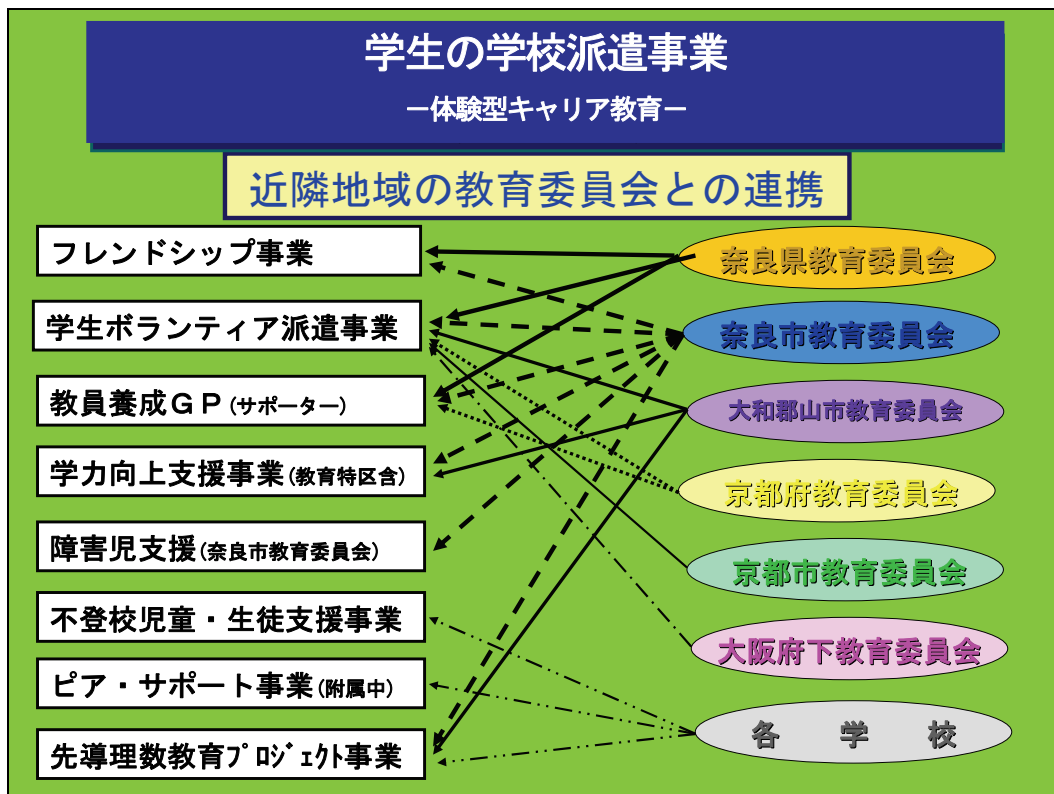 学生の学校派遣事業
－体験型キャリア教育－
近隣地域の教育委員会との連携
フレンドシップ事業
学生ボランティア派遣事業
教員養成ＧＰ(サポーター)
学力向上支援事業(教育特区含)
障害児支援(奈良市教育委員会)
不登校児童・生徒支援事業
ピア・サポート事業(附属中)
先導理数教育ﾌﾟﾛｼﾞｪｸﾄ事業
奈良県教育委員会
奈良市教育委員会
大和郡山市教育委員会
京都府教育委員会
京都市教育委員会
大阪府下教育委員会
各　学　校